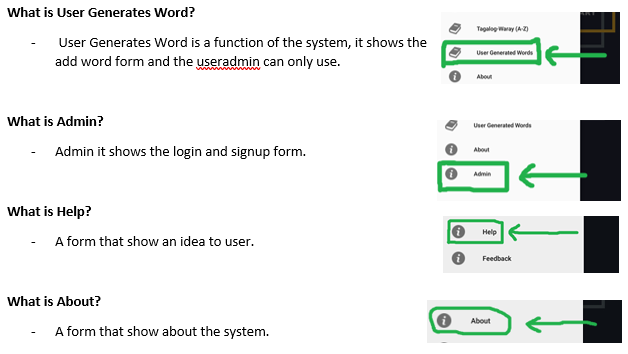 What is User Generates Word?
- User Generates Word is a function of the system, it shows the
add word form and the useradmin can only use.
Tagalog-Waray (A-Z)
User Generated Words
About
What is Admin?
- Admin it shows the login and signup form.
User Generated Words
About
Admin
What is Help?
- A form that show an idea to user.
Help
Feedback
What is About?
- A form that show about the system.
About